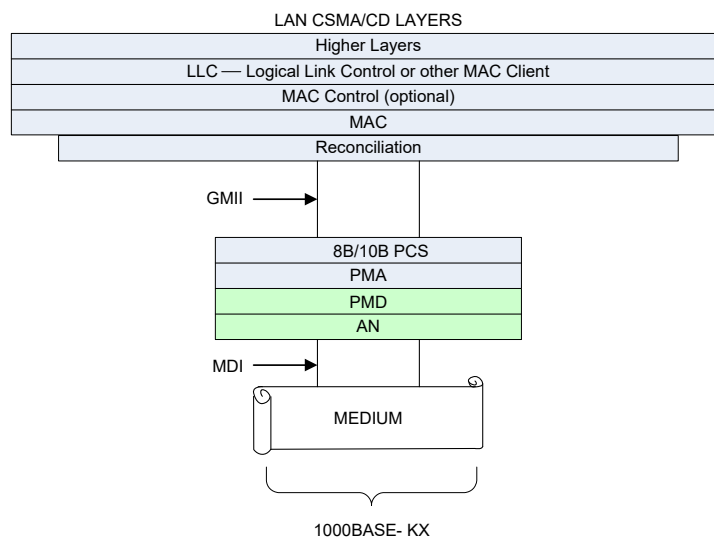 LAN CSMA/CD LAYERS
Higher Layers
LLC — Logical Link Control or other MAC Client
MAC Control (optional)
MAC
Reconciliation
GMII
8B/10B PCS
PMA
PMD
AN
MDI
MEDIUM
1000BASE- KX